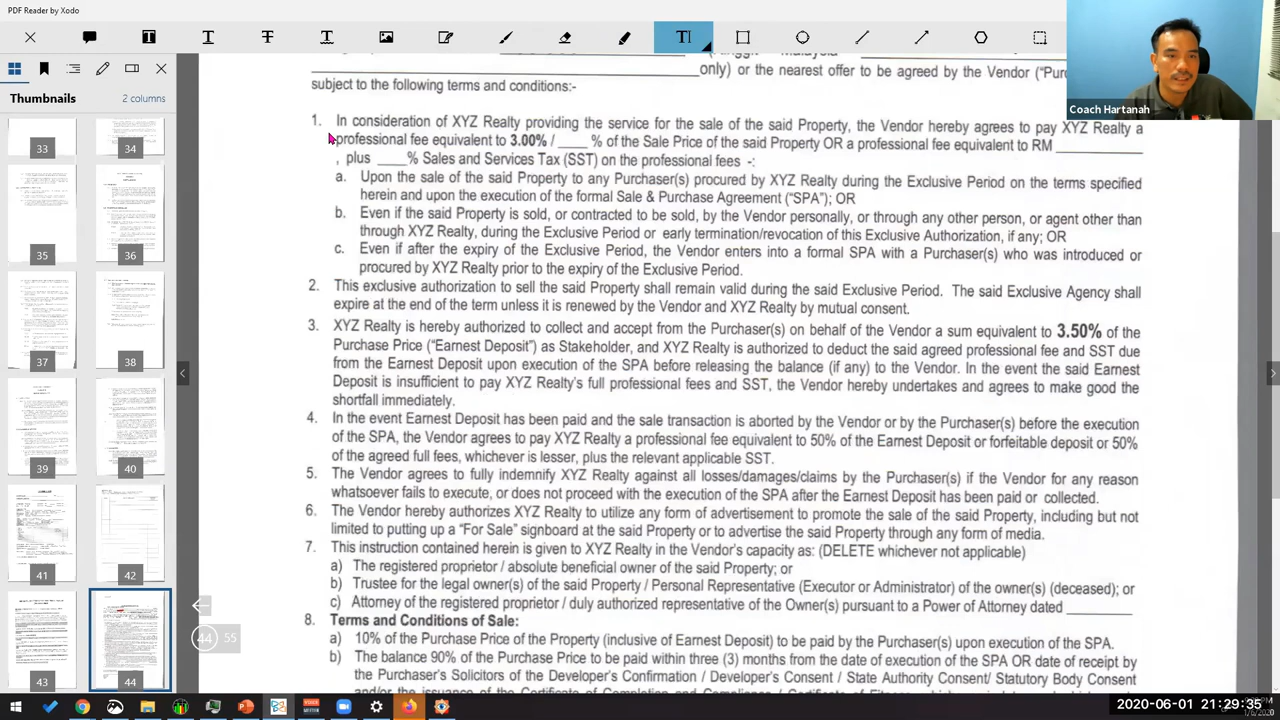 PDF Reader by Xodo
Thumbnails
2 columns
33
34
35
36
37
38
39
40
41
42
43
44
44 55
Coach Hartanah
only) or the nearest offer to be agreed by the Vendor
subject to the following terms and conditions:-
1. In consideration of XYZ Realty providing the service for the sale of the said Property, the Vendor hereby agrees to pay XYZ Realty a
professional fee equivalent to 3.00% / ____ % of the Sale Price of the said Property OR a professional fee equivalent to RM ____________
, plus ____% Sales and Services Tax (SST) on the professional fees -:
a. Upon the sale of the said Property to any Purchaser(s) procured by XYZ Realty during the Exclusive Period on the terms specified
herein and upon the execution of the formal Sale & Purchase Agreement ("SPA"); OR
b. Even if the said Property is sold, or contracted to be sold, by the Vendor personally, or through any other person, or agent other than
through XYZ Realty, during the Exclusive Period or early termination/revocation of this Exclusive Authorization, if any; OR
c. Even if after the expiry of the Exclusive Period, the Vendor enters into a formal SPA with a Purchaser(s) who was introduced or
procured by XYZ Realty prior to the expiry of the Exclusive Period.
2. This exclusive authorization to sell the said Property shall remain valid during the said Exclusive Period. The said Exclusive Agency shall
expire at the end of the term unless it is renewed by the Vendor and XYZ Realty by mutual consent.
3. XYZ Realty is hereby authorized to collect and accept from the Purchaser(s) on behalf of the Vendor a sum equivalent to 3.50% of the
Purchase Price ("Earnest Deposit") as Stakeholder, and XYZ Realty is authorized to deduct the said agreed professional fee and SST due
from the Earnest Deposit upon execution of the SPA before releasing the balance (if any) to the Vendor. In the event the said Earnest
Deposit is insufficient to pay XYZ Realty's full professional fees and SST, the Vendor hereby undertakes and agrees to make good the
shortfall immediately.
4. In the event Earnest Deposit has been paid and the sale transaction is aborted by the Vendor or by the Purchaser(s) before the execution
of the SPA, the Vendor agrees to pay XYZ Realty a professional fee equivalent to 50% of the Earnest Deposit or forfeitable deposit or 50%
of the agreed full fees, whichever is lesser, plus the relevant applicable SST.
5. The Vendor agrees to fully indemnify XYZ Realty against all losses/damages/claims by the Purchaser(s) if the Vendor for any reason
whatsoever fails to execute, or does not proceed with the execution of the SPA after the Earnest Deposit has been paid or collected.
6. The Vendor hereby authorizes XYZ Realty to utilize any form of advertisement to promote the sale of the said Property, including but not
limited to putting up a "For Sale" signboard at the said Property or to advertise the said Property through any form of media.
7. This instruction contained herein is given to XYZ Realty in the Vendor's capacity as: (DELETE whichever not applicable)
a) The registered proprietor / absolute beneficial owner of the said Property; or
b) Trustee for the legal owner(s) of the said Property / Personal Representative (Executor or Administrator) of the owner(s) (deceased); or
c) Attorney of the registered proprietor / duly authorized representative of the Owner(s) pursuant to a Power of Attorney dated _________
8. Terms and Conditions of Sale:
a) 10% of the Purchase Price of the Property (inclusive of Earnest Deposit) to be paid by the Purchaser(s) upon execution of the SPA.
b) The balance 90% of the Purchase Price to be paid within three (3) months from the date of execution of the SPA OR date of receipt by
the Purchaser's Solicitors of the Developer's Confirmation / Developer's Consent / State Authority Consent/ Statutory Body Consent
2020-06-01 21:29:35